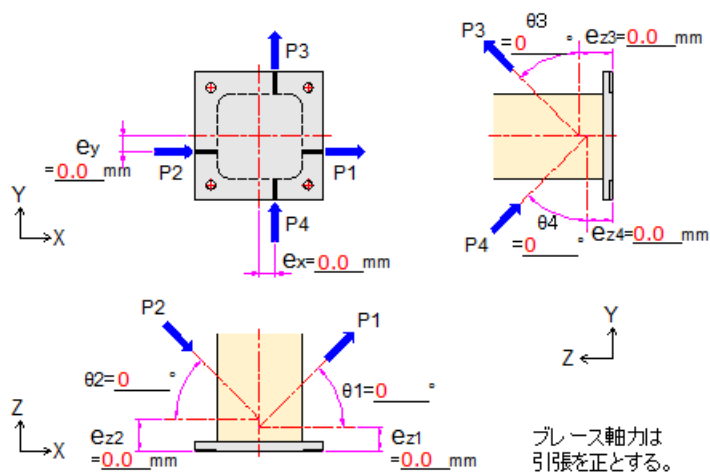 P3
ey
=0.0 mm
P2
P1
P4
ex=0.0 mm
Y
X
P3
θ3
=0 °
ez3=0.0 mm
P4
θ4
=0 °
ez4=0.0 mm
P2
P1
θ2=0 °
θ1=0 °
ez2
=0.0 mm
ez1
=0.0 mm
Z
X
Y
Z
ブレース軸力は
引張を正とする。